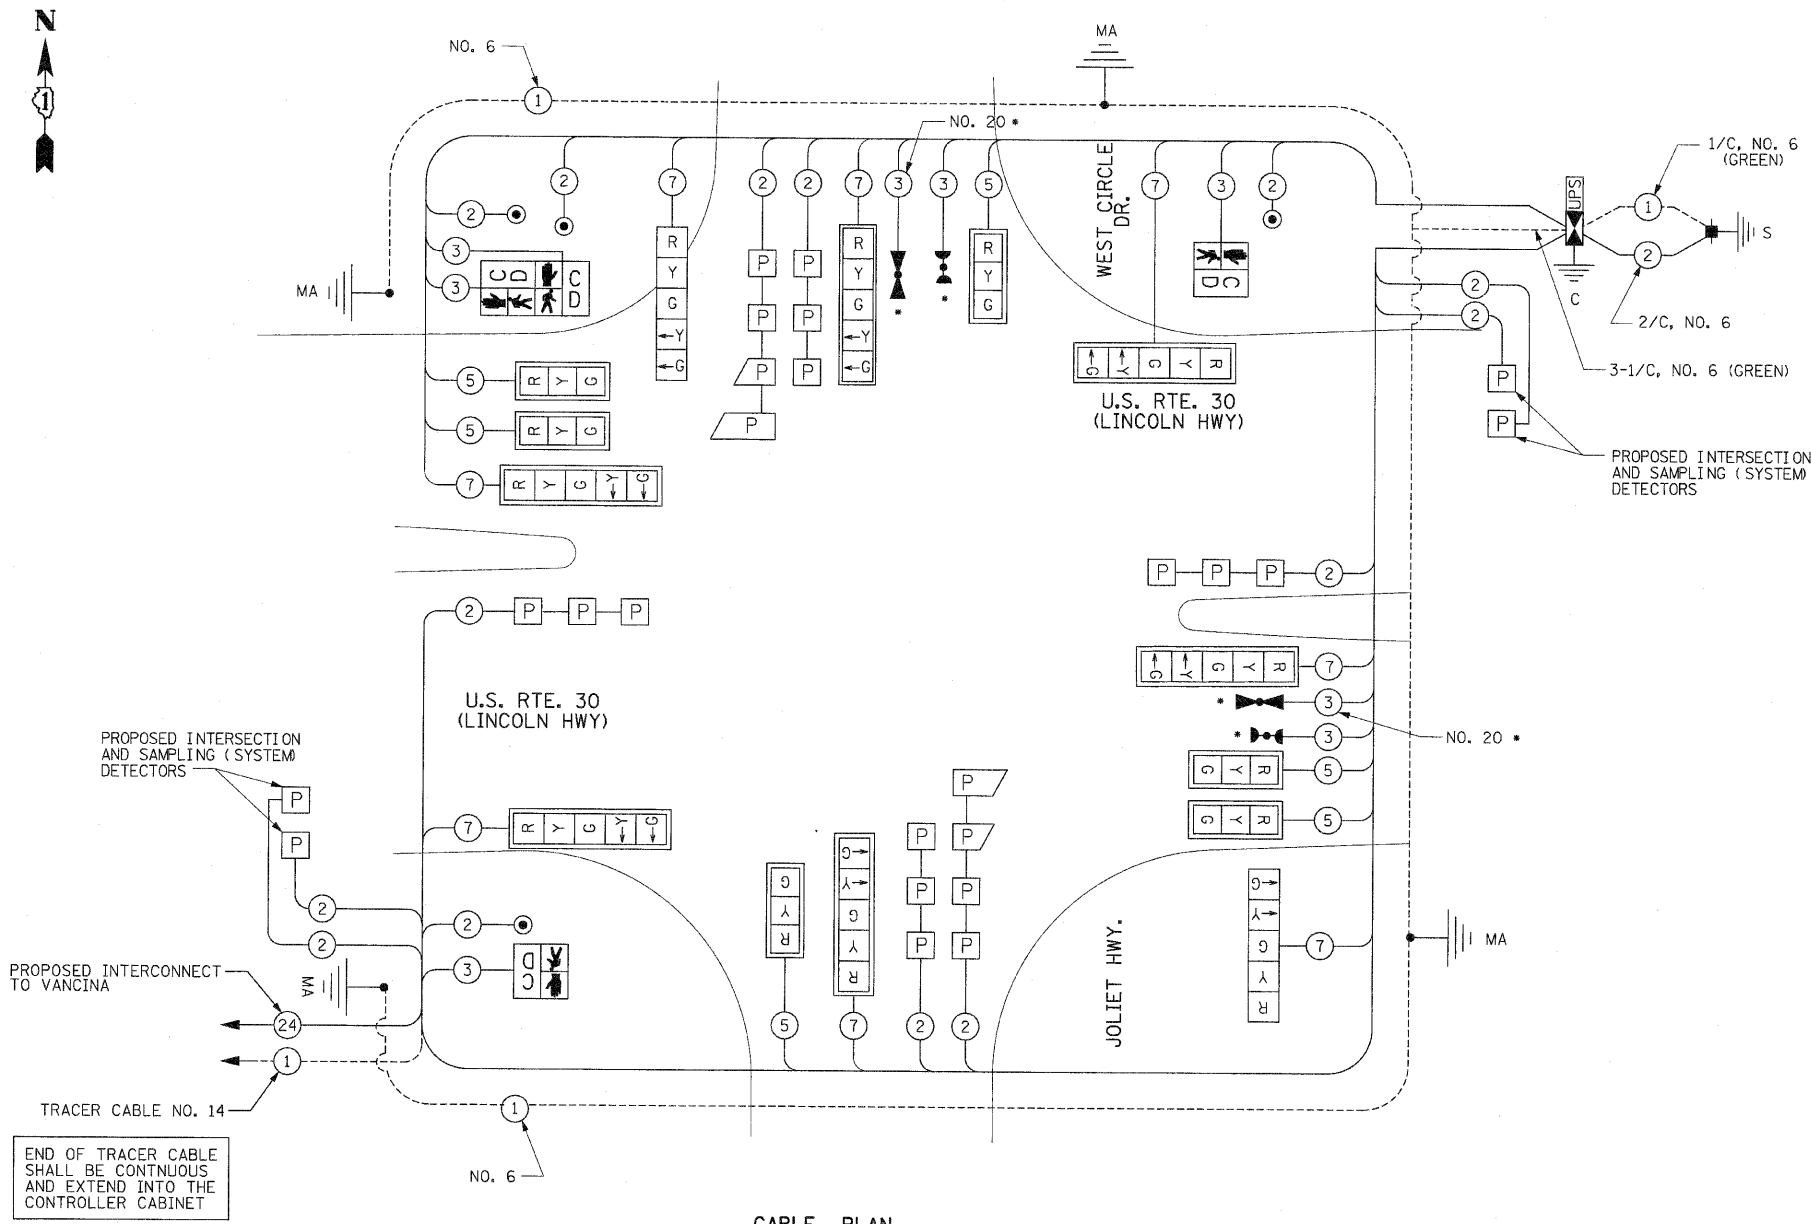 N
1
NO. 6
1
MA
NO. 20 *
1/C, NO. 6
(GREEN)
UPS
1
S
2
C
2/C, NO. 6
3-1/C, NO. 6 (GREEN)
WEST CIRCLE
DR.
2
2
7
2
2
7
3
3
5
7
3
2
3
3
C D
C
D
MA
R
Y
G
←Y
←G
P
P
P
P
P
P
P
R
Y
G
←Y
←G
*
*
R
Y
G
C
D
2
2
P
P
PROPOSED INTERSECTION
AND SAMPLING (SYSTEM)
DETECTORS
5
R Y G
5
R Y G
7
R Y G ←Y ←G
←G ←Y G Y R
U.S. RTE. 30
(LINCOLN HWY)
2
P P P
P P P
2
U.S. RTE. 30
(LINCOLN HWY)
←G ←Y G Y R
7
*
3
NO. 20 *
*
3
G Y R
5
G Y R
5
PROPOSED INTERSECTION
AND SAMPLING (SYSTEM)
DETECTORS
P
P
7
R Y G ←Y ←G
2
2
2
3
D
C
G
Y
R
5
←G
←Y
G
Y
R
7
P
P
P
2
P
P
P
P
2
JOLIET HWY.
←G
←Y
G
Y
R
7
MA
MA
PROPOSED INTERCONNECT
TO VANCINA
24
1
TRACER CABLE NO. 14
1
NO. 6
END OF TRACER CABLE
SHALL BE CONTNUOUS
AND EXTEND INTO THE
CONTROLLER CABINET
CABLE PLAN